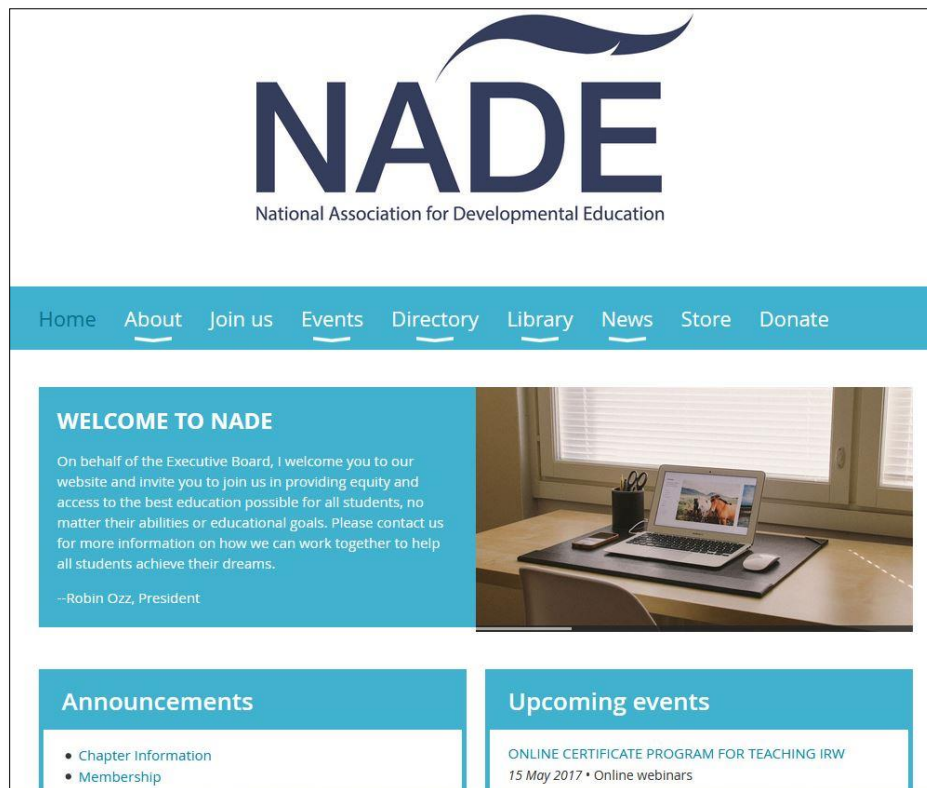 NADE
National Association for Developmental Education
Home About Join us Events Directory Library News Store Donate
WELCOME TO NADE
On behalf of the Executive Board, I welcome you to our
website and invite you to join us in providing equity and
access to the best education possible for all students, no
matter their abilities or educational goals. Please contact us
for more information on how we can work together to help
all students achieve their dreams.
--Robin Ozz, President
Announcements
• Chapter Information
• Membership
Upcoming events
ONLINE CERTIFICATE PROGRAM FOR TEACHING IRW
15 May 2017 • Online webinars